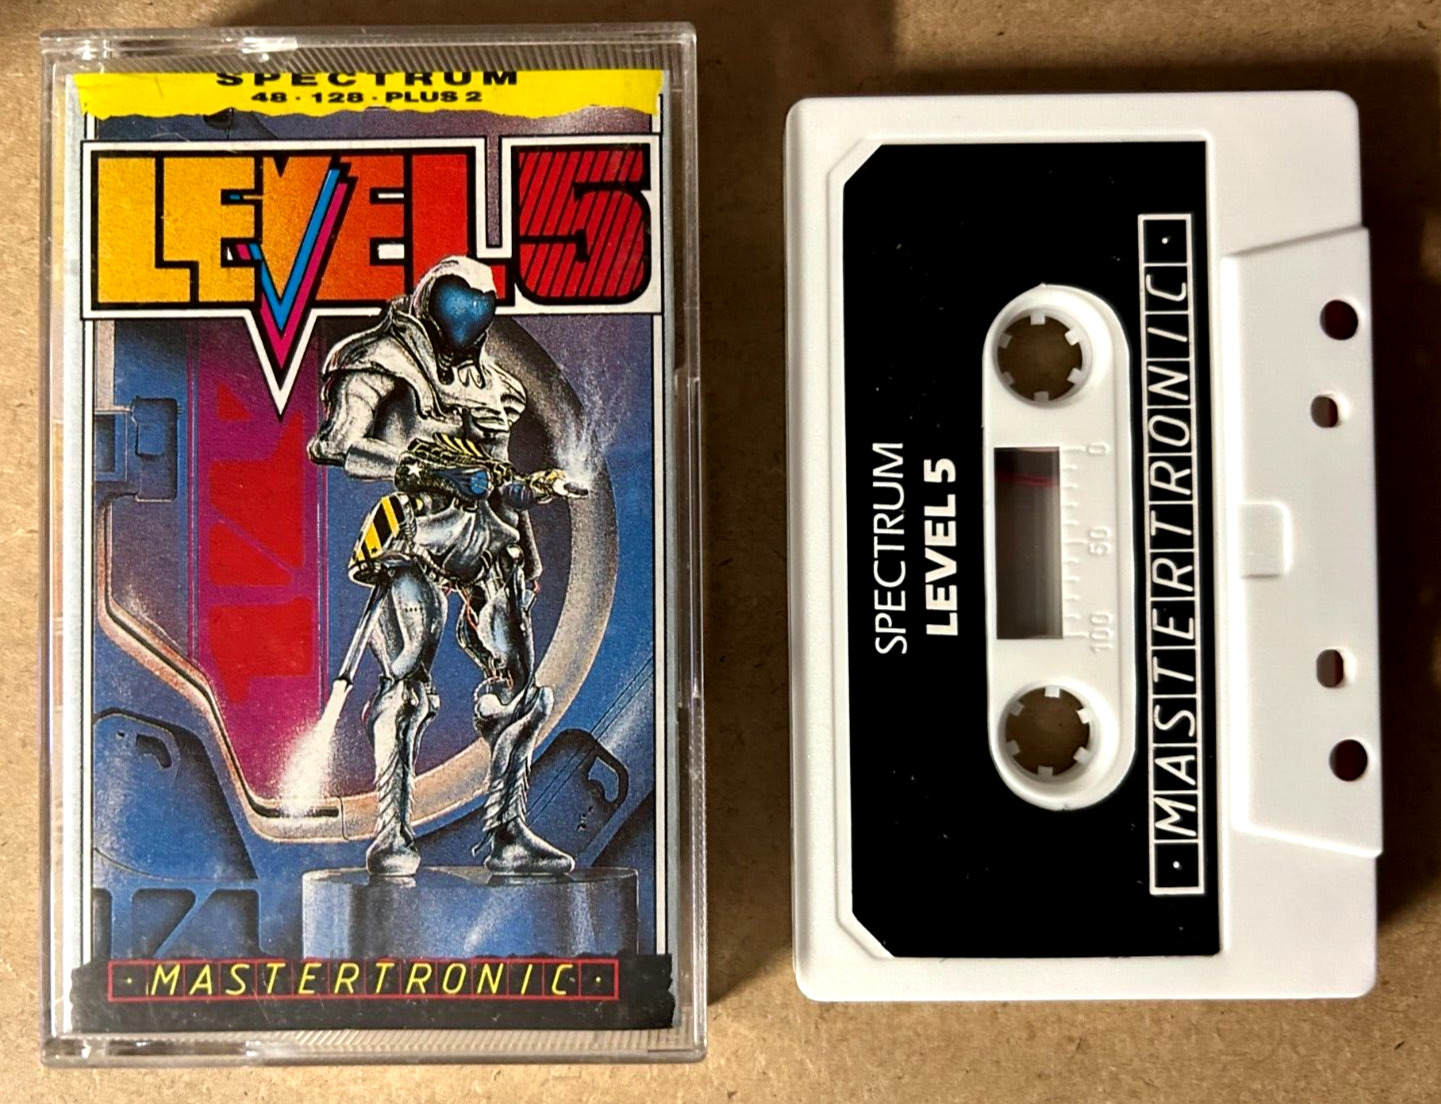 SPECTRUM
48 · 128 · PLUS 2
LEVEL 5
· MASTERTRONIC ·
SPECTRUM
LEVEL 5
0
50
100
· MASTERTRONIC ·